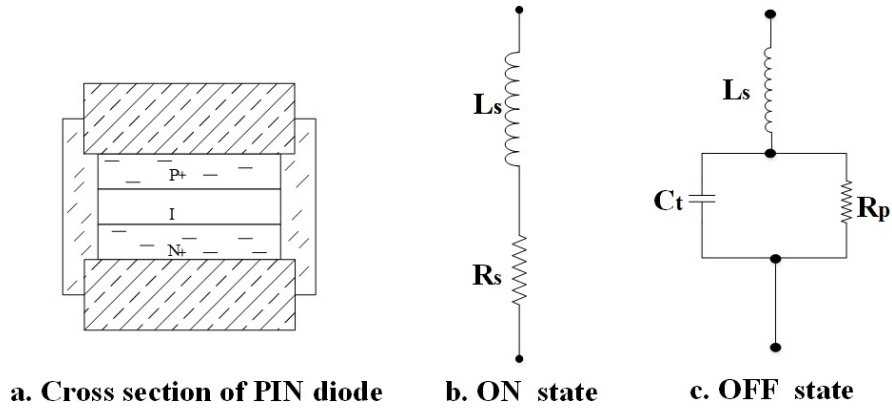 P+
I
N+
Ls
Rs
Ls
Ct
Rp
a. Cross section of PIN diode
b. ON state
c. OFF state